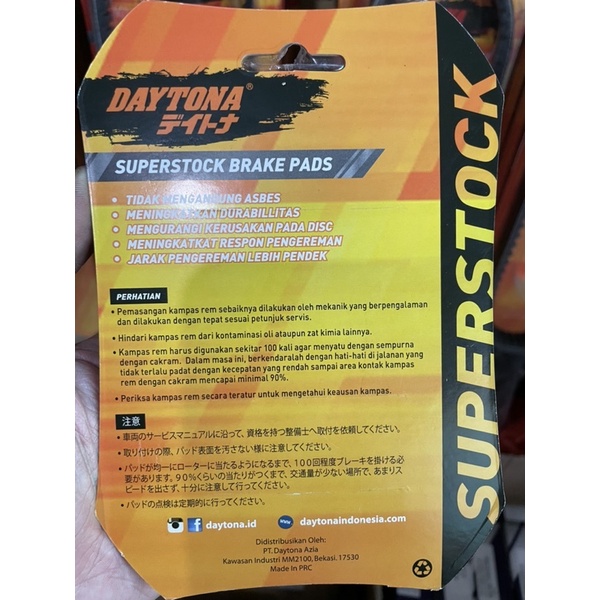 DAYTONA®
デイトナ
SUPERSTOCK BRAKE PADS
• TIDAK MENGANDUNG ASBES
• MENINGKATKAN DURABILLITAS
• MENGURANGI KERUSAKAN PADA DISC
• MENINGKATKAT RESPON PENGEREMAN
• JARAK PENGEREMAN LEBIH PENDEK
PERHATIAN
• Pemasangan kampas rem sebaiknya dilakukan oleh mekanik yang berpengalaman
dan dilakukan dengan tepat sesuai petunjuk servis.
• Hindari kampas rem dari kontaminasi oli ataupun zat kimia lainnya.
• Kampas rem harus digunakan sekitar 100 kali agar menyatu dengan sempurna
dengan cakram. Dalam masa ini, berkendaralah dengan hati-hati di jalanan yang
tidak terlalu padat dengan kecepatan yang rendah sampai area kontak kampas
rem dengan cakram mencapai minimal 90%.
• Periksa kampas rem secara teratur untuk mengetahui keausan kampas.
注意
• 車両のサービスマニュアルに沿って、資格を持つ整備士へ取付を依頼してください。
• 取り付けの際、パッド表面を汚さない様に注意してください。
• パッドが均一にローターに当たるようになるまで、100回程度ブレーキを掛ける必
要があります。90%くらいの当たりがつくまで、交通量が少ない場所で、あまりス
ピードを出さず、十分に注意して行ってください。
• パッドの点検は定期的に行ってください。
daytona.id
www
daytonaindonesia.com
Didistribusikan Oleh:
PT. Daytona Azia
Kawasan Industri MM2100, Bekasi. 17530
Made In PRC
SUPERSTOCK